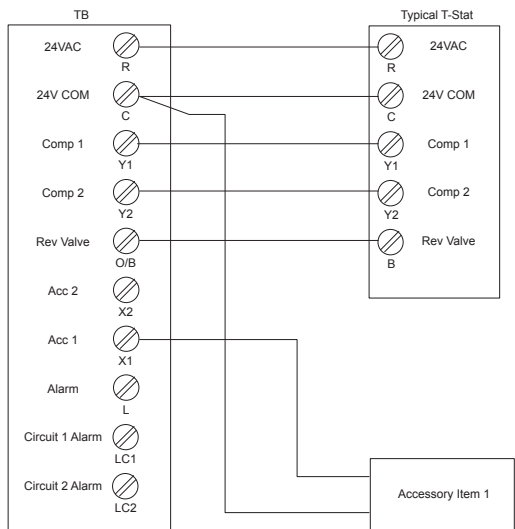 TB
24VAC
R
24V COM
C
Comp 1
Y1
Comp 2
Y2
Rev Valve
O/B
Acc 2
X2
Acc 1
X1
Alarm
L
Circuit 1 Alarm
LC1
Circuit 2 Alarm
LC2
Typical T-Stat
24VAC
R
24V COM
C
Comp 1
Y1
Comp 2
Y2
Rev Valve
B
Accessory Item 1